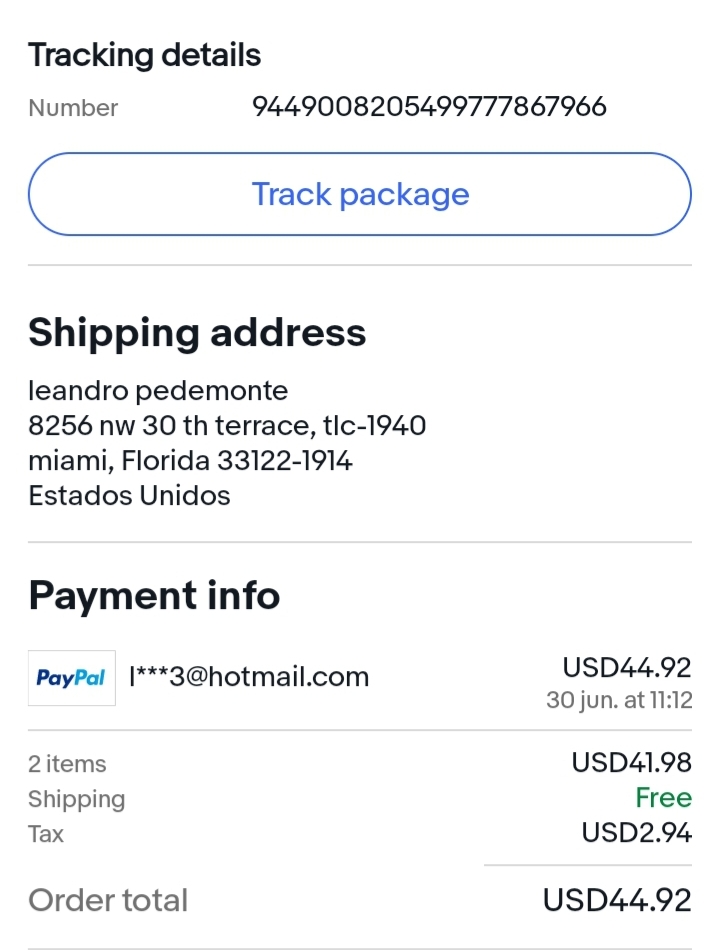 Tracking details
Number 9449008205499777867966
Track package
Shipping address
leandro pedemonte
8256 nw 30 th terrace, tlc-1940
miami, Florida 33122-1914
Estados Unidos
Payment info
PayPal l***3@hotmail.com USD44.92
30 jun. at 11:12
2 items USD41.98
Shipping Free
Tax USD2.94
Order total USD44.92